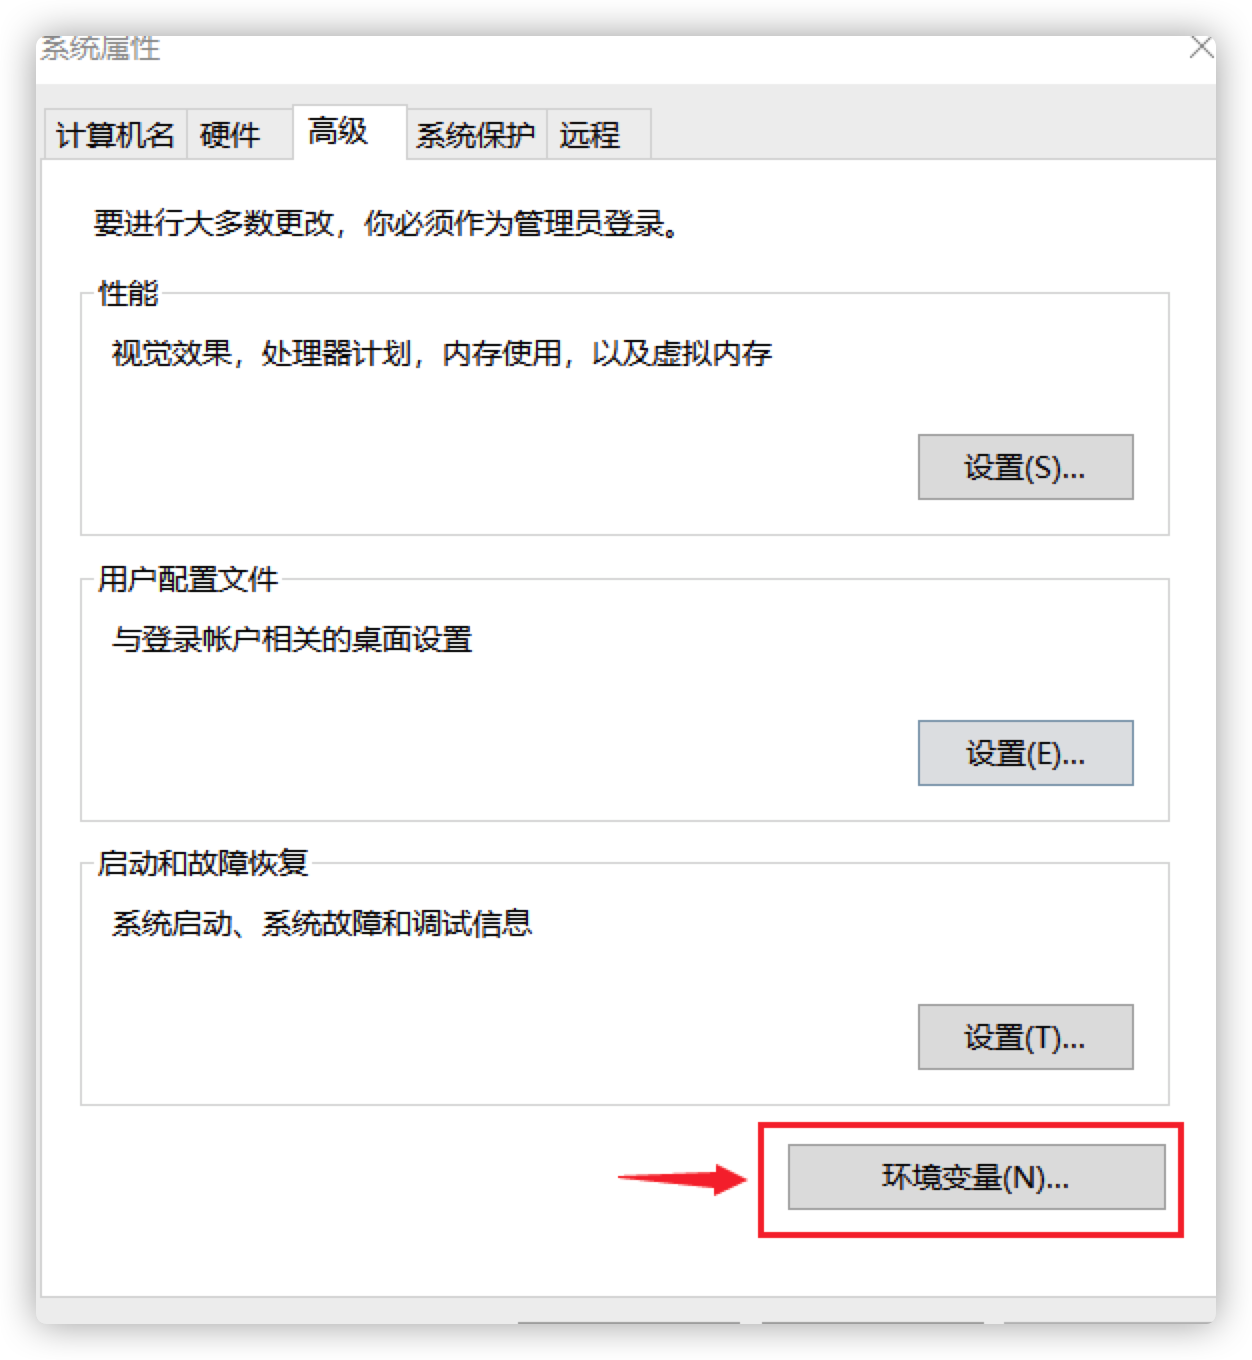 系统属性
计算机名
硬件
高级
系统保护
远程
要进行大多数更改，你必须作为管理员登录。
性能
视觉效果，处理器计划，内存使用，以及虚拟内存
设置(S)...
用户配置文件
与登录帐户相关的桌面设置
设置(E)...
启动和故障恢复
系统启动、系统故障和调试信息
设置(T)...
环境变量(N)...